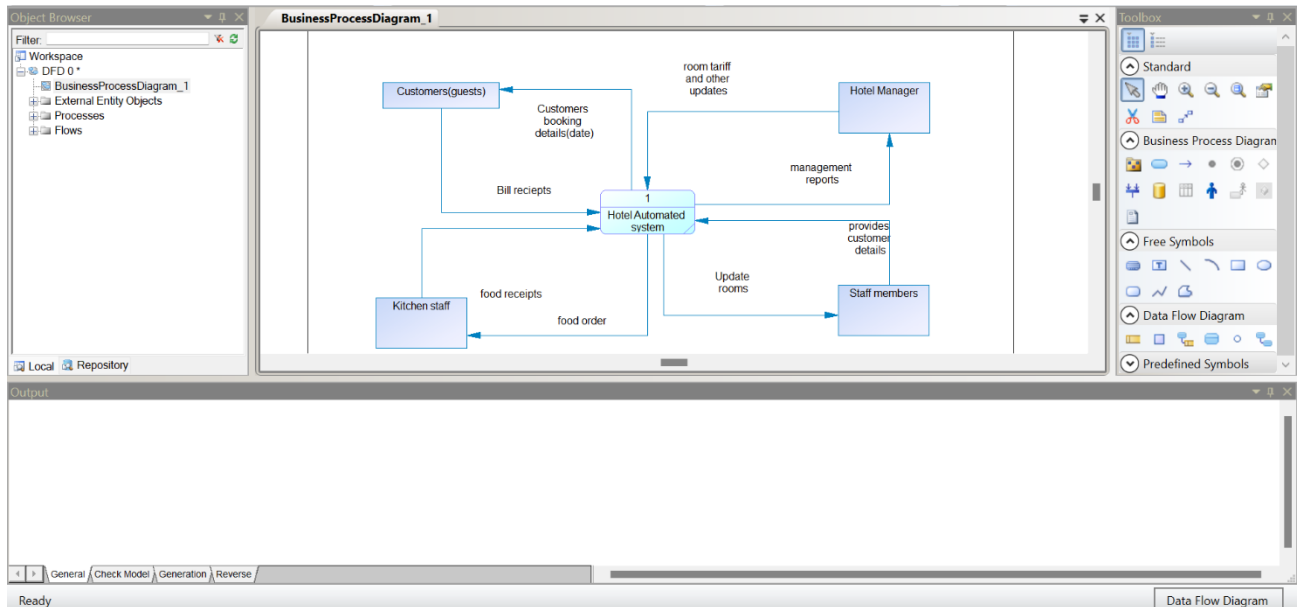 Object Browser
Filter:
Workspace
DFD 0 *
BusinessProcessDiagram_1
External Entity Objects
Processes
Flows
Local
Repository
BusinessProcessDiagram_1
Customers(guests)
Customers
booking
details(date)
room tariff
and other
updates
Hotel Manager
management
reports
Bill reciepts
1
Hotel Automated
system
provides
customer
details
Update
rooms
Staff members
Kitchen staff
food receipts
food order
Toolbox
Standard
Business Process Diagran
Free Symbols
Data Flow Diagram
Predefined Symbols
Output
General
Check Model
Generation
Reverse
Ready
Data Flow Diagram